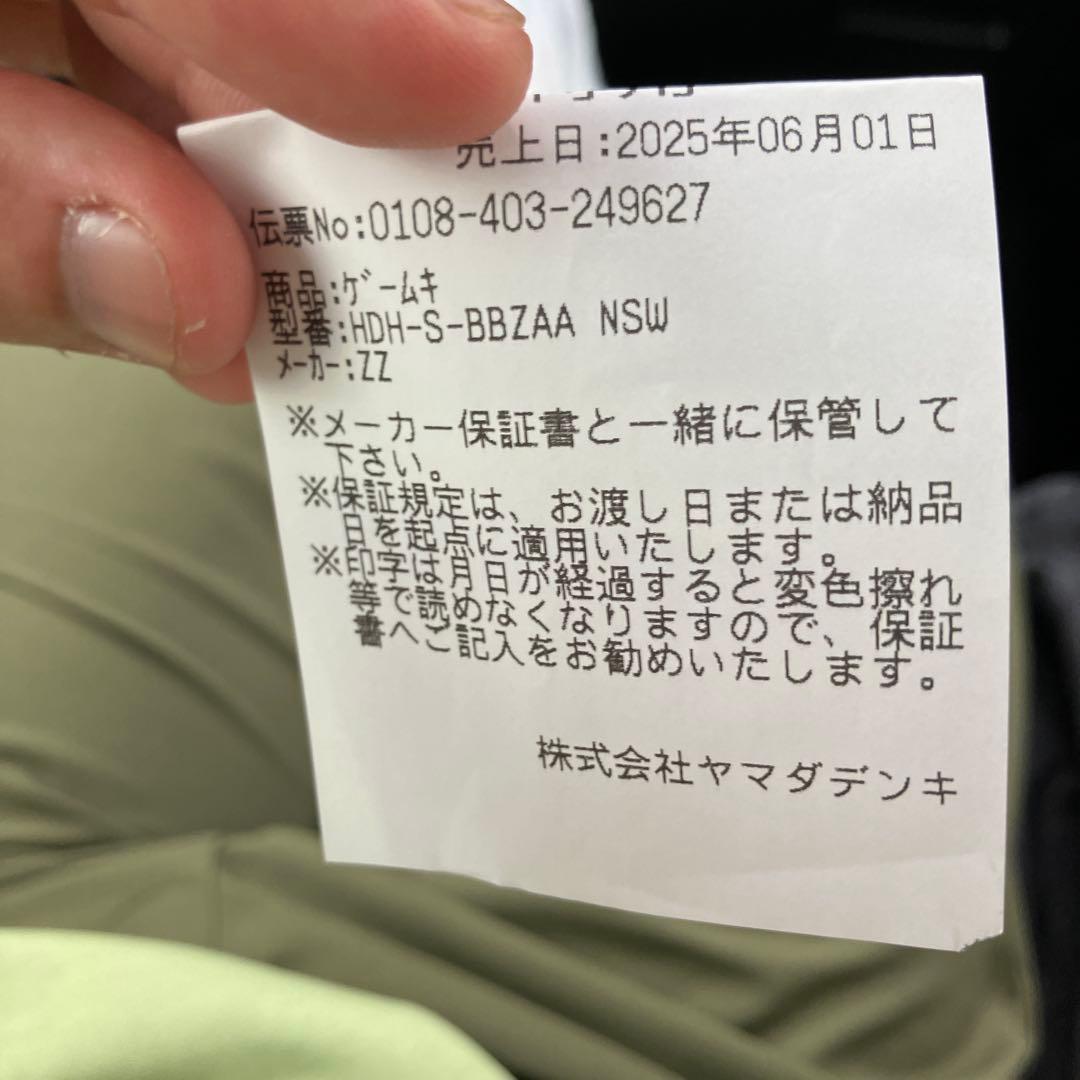 売上日:2025年06月01日
伝票No:0108-403-249627
商品:ｹﾞｰﾑｷ
型番:HDH-S-BBZAA NSW
ﾒｰｶｰ:ZZ
※メーカー保証書と一緒に保管して
下さい。
※保証規定は、お渡し日または納品
日を起点に適用いたします。
※印字は月日が経過すると変色擦れ
等で読めなくなりますので、保証
書へご記入をお勧めいたします。
株式会社ヤマダデンキ